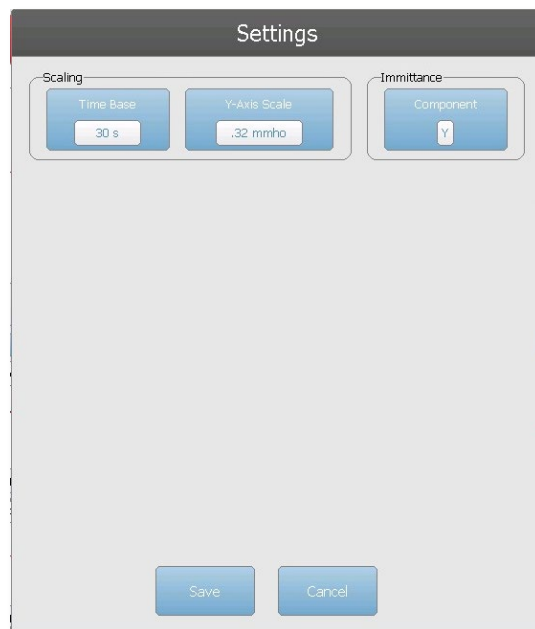 Settings
Scaling
Immittance
Time Base
Y-Axis Scale
Component
30 s
.32 mmho
Y
Save
Cancel